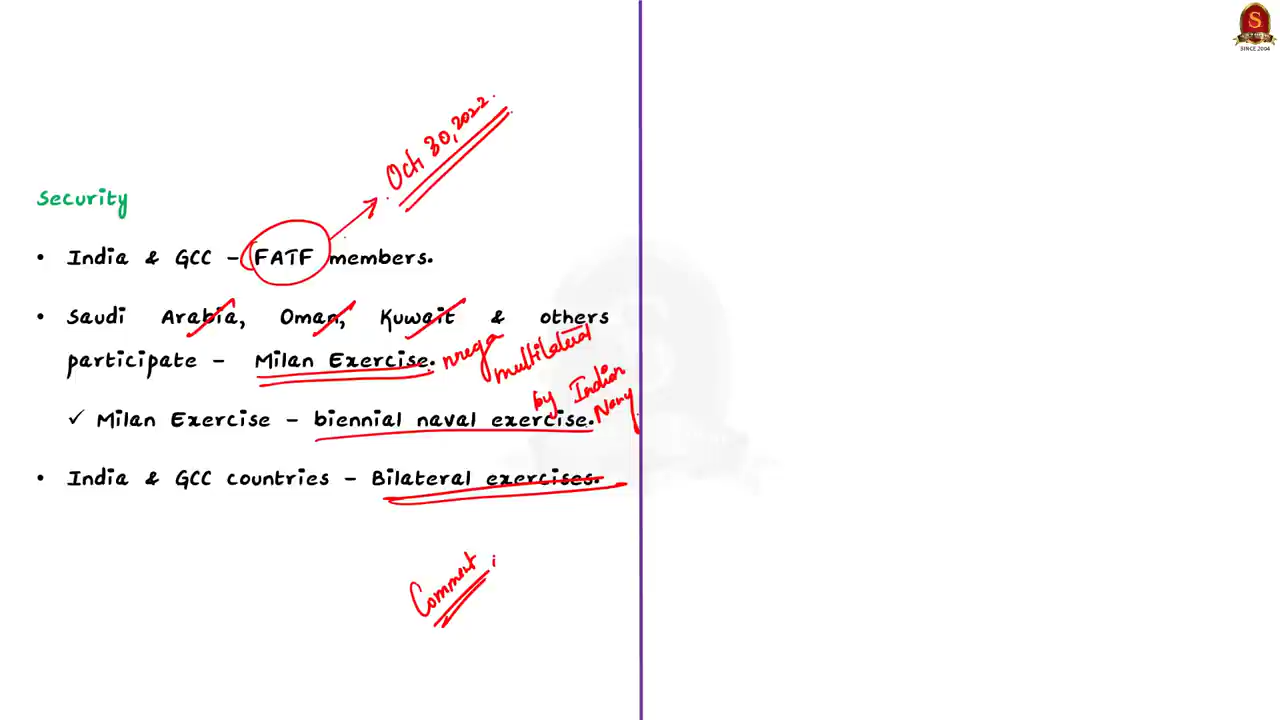 Oct 30, 2022.
Security
• India & GCC – FATF members.
• Saudi Arabia, Oman, Kuwait & others
participate – Milan Exercise.
multilateral
by Indian
Navy
✓ Milan Exercise – biennial naval exercise.
• India & GCC countries – Bilateral exercises.
Comment
S
SINCE 2004